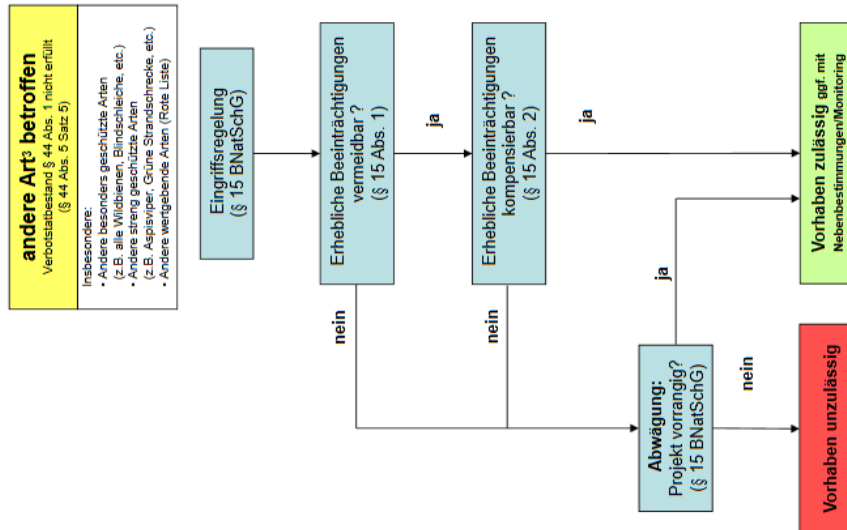 andere Art³ betroffen
Verbotstatbestand § 44 Abs. 1 nicht erfüllt
(§ 44 Abs. 5 Satz 5)
Insbesondere:
• Andere besonders geschützte Arten
(z.B. alle Wildbienen, Blindschleiche, etc.)
• Andere streng geschützte Arten
(z.B. Aspisviper, Grüne Strandschrecke, etc.)
• Andere wertgebende Arten (Rote Liste)
Eingriffsregelung
(§ 15 BNatSchG)
Erhebliche Beeinträchtigungen
vermeidbar ?
(§ 15 Abs. 1)
nein
ja
Erhebliche Beeinträchtigungen
kompensierbar ?
(§ 15 Abs. 2)
nein
ja
Abwägung:
Projekt vorrangig?
(§ 15 BNatSchG)
nein
ja
Vorhaben unzulässig
Vorhaben zulässig ggf. mit
Nebenbestimmungen/Monitoring